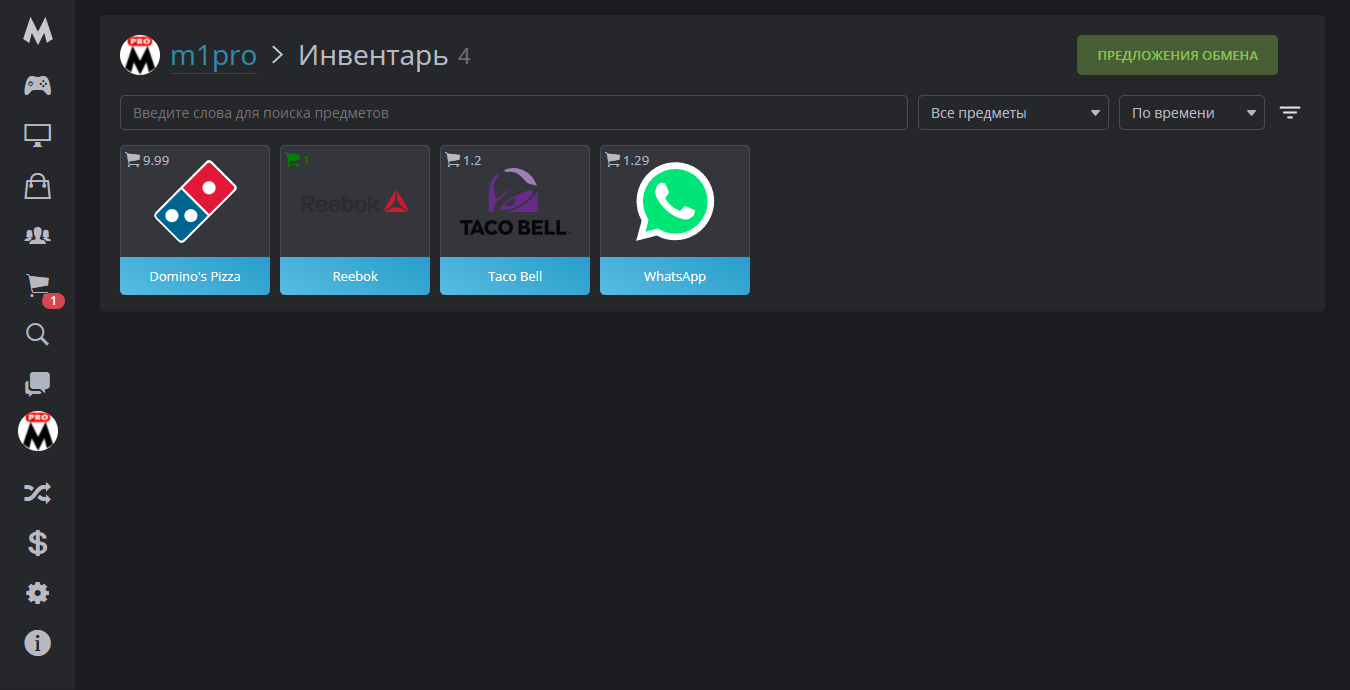 m1pro > Инвентарь 4
ПРЕДЛОЖЕНИЯ ОБМЕНА
Введите слова для поиска предметов
Все предметы
По времени
9.99
Domino's Pizza
1
Reebok
Reebok
1.2
TACO BELL
Taco Bell
1.29
WhatsApp
1
PRO
M
PRO
M